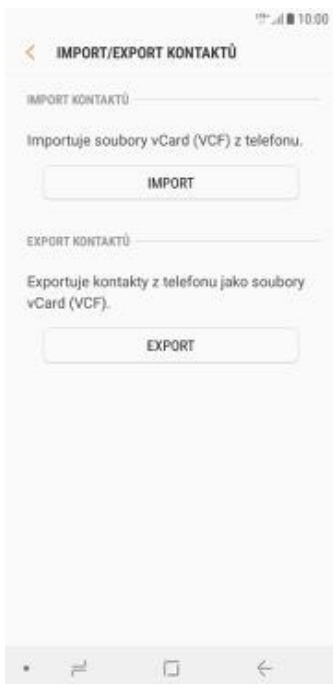 10:00
IMPORT/EXPORT KONTAKTŮ
IMPORT KONTAKTŮ
Importuje soubory vCard (VCF) z telefonu.
IMPORT
EXPORT KONTAKTŮ
Exportuje kontakty z telefonu jako soubory
vCard (VCF).
EXPORT